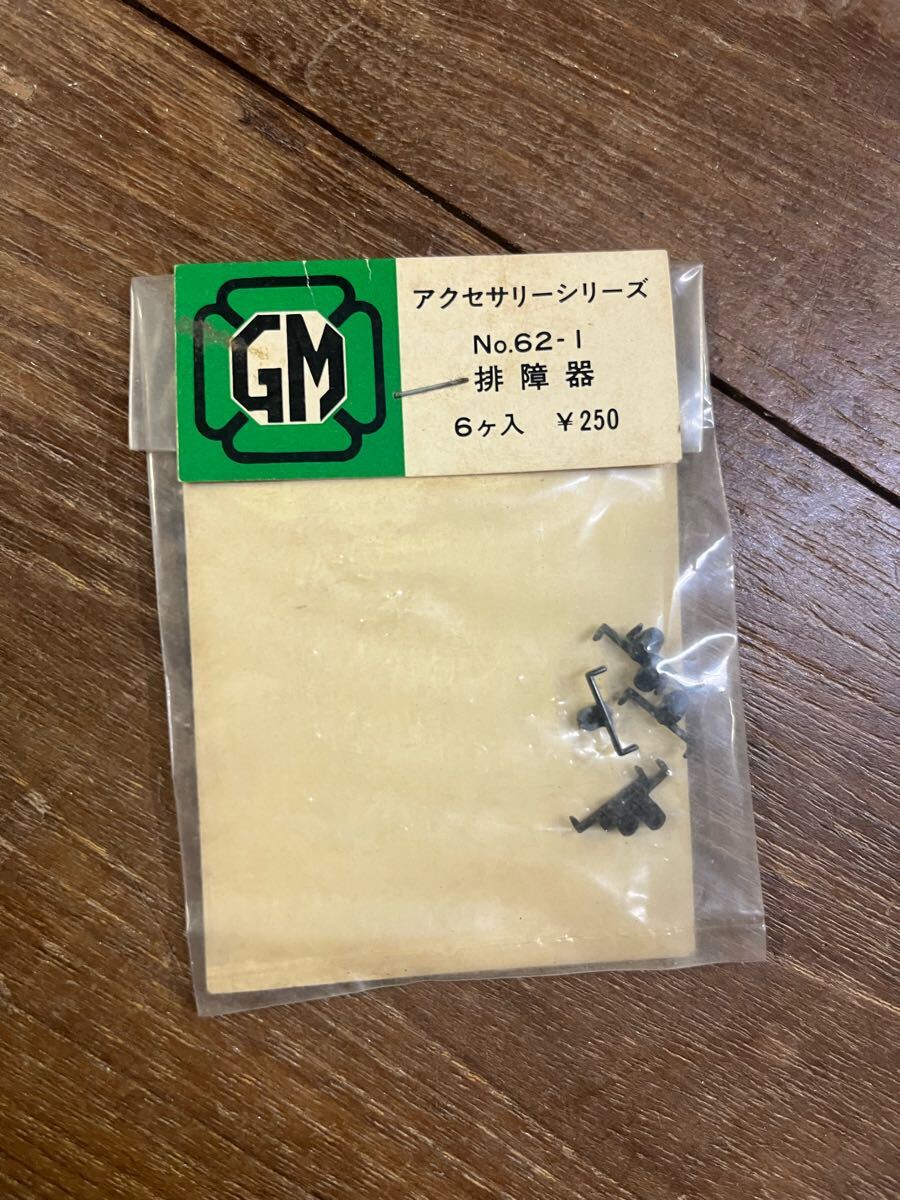 GM
アクセサリーシリーズ
No.62-1
排障器
6ヶ入 ¥250